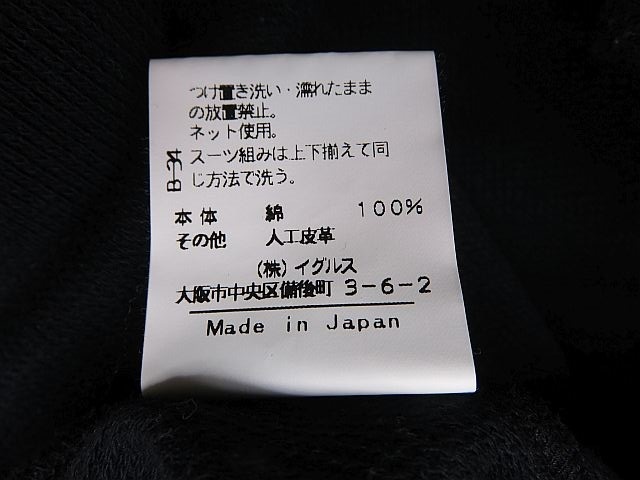 つけ置き洗い・濡れたまま
の放置禁止。
ネット使用。
スーツ組みは上下揃えて同
じ方法で洗う。
B-34
本体 綿 100%
その他 人工皮革
(株)イグルス
大阪市中央区備後町 3-6-2
Made in Japan